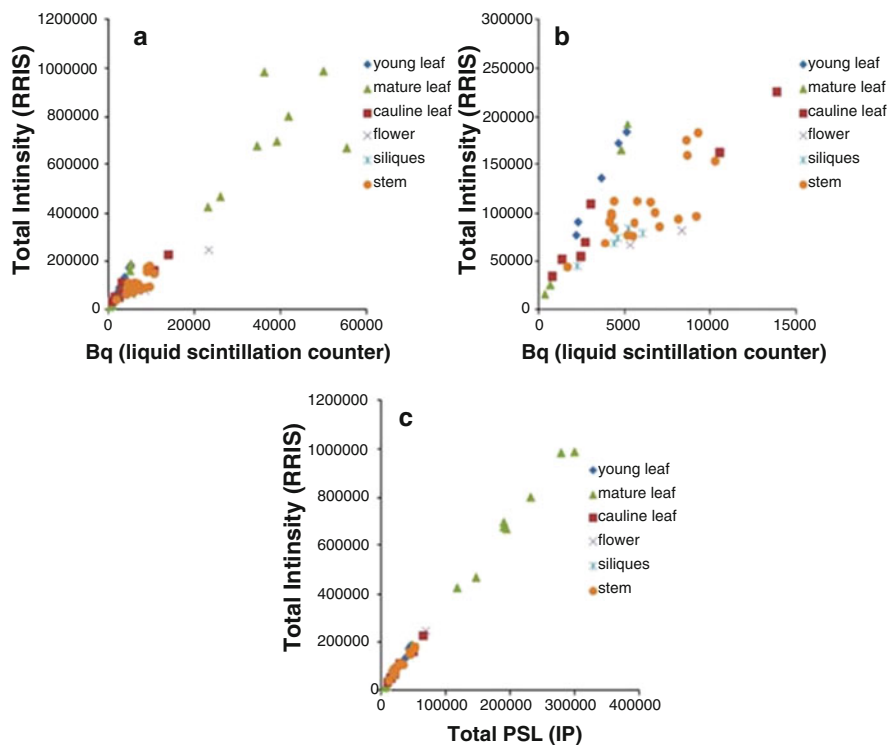 a
Total Intinsity (RRIS)
1200000
1000000
800000
600000
400000
200000
0
0 20000 40000 60000
Bq (liquid scintillation counter)
young leaf
mature leaf
cauline leaf
flower
siliques
stem
b
Total Intinsity (RRIS)
300000
250000
200000
150000
100000
50000
0
0 5000 10000 15000
Bq (liquid scintillation counter)
young leaf
mature leaf
cauline leaf
flower
siliques
stem
c
Total Intinsity (RRIS)
1200000
1000000
800000
600000
400000
200000
0
0 100000 200000 300000 400000
Total PSL (IP)
young leaf
mature leaf
cauline leaf
flower
siliques
stem